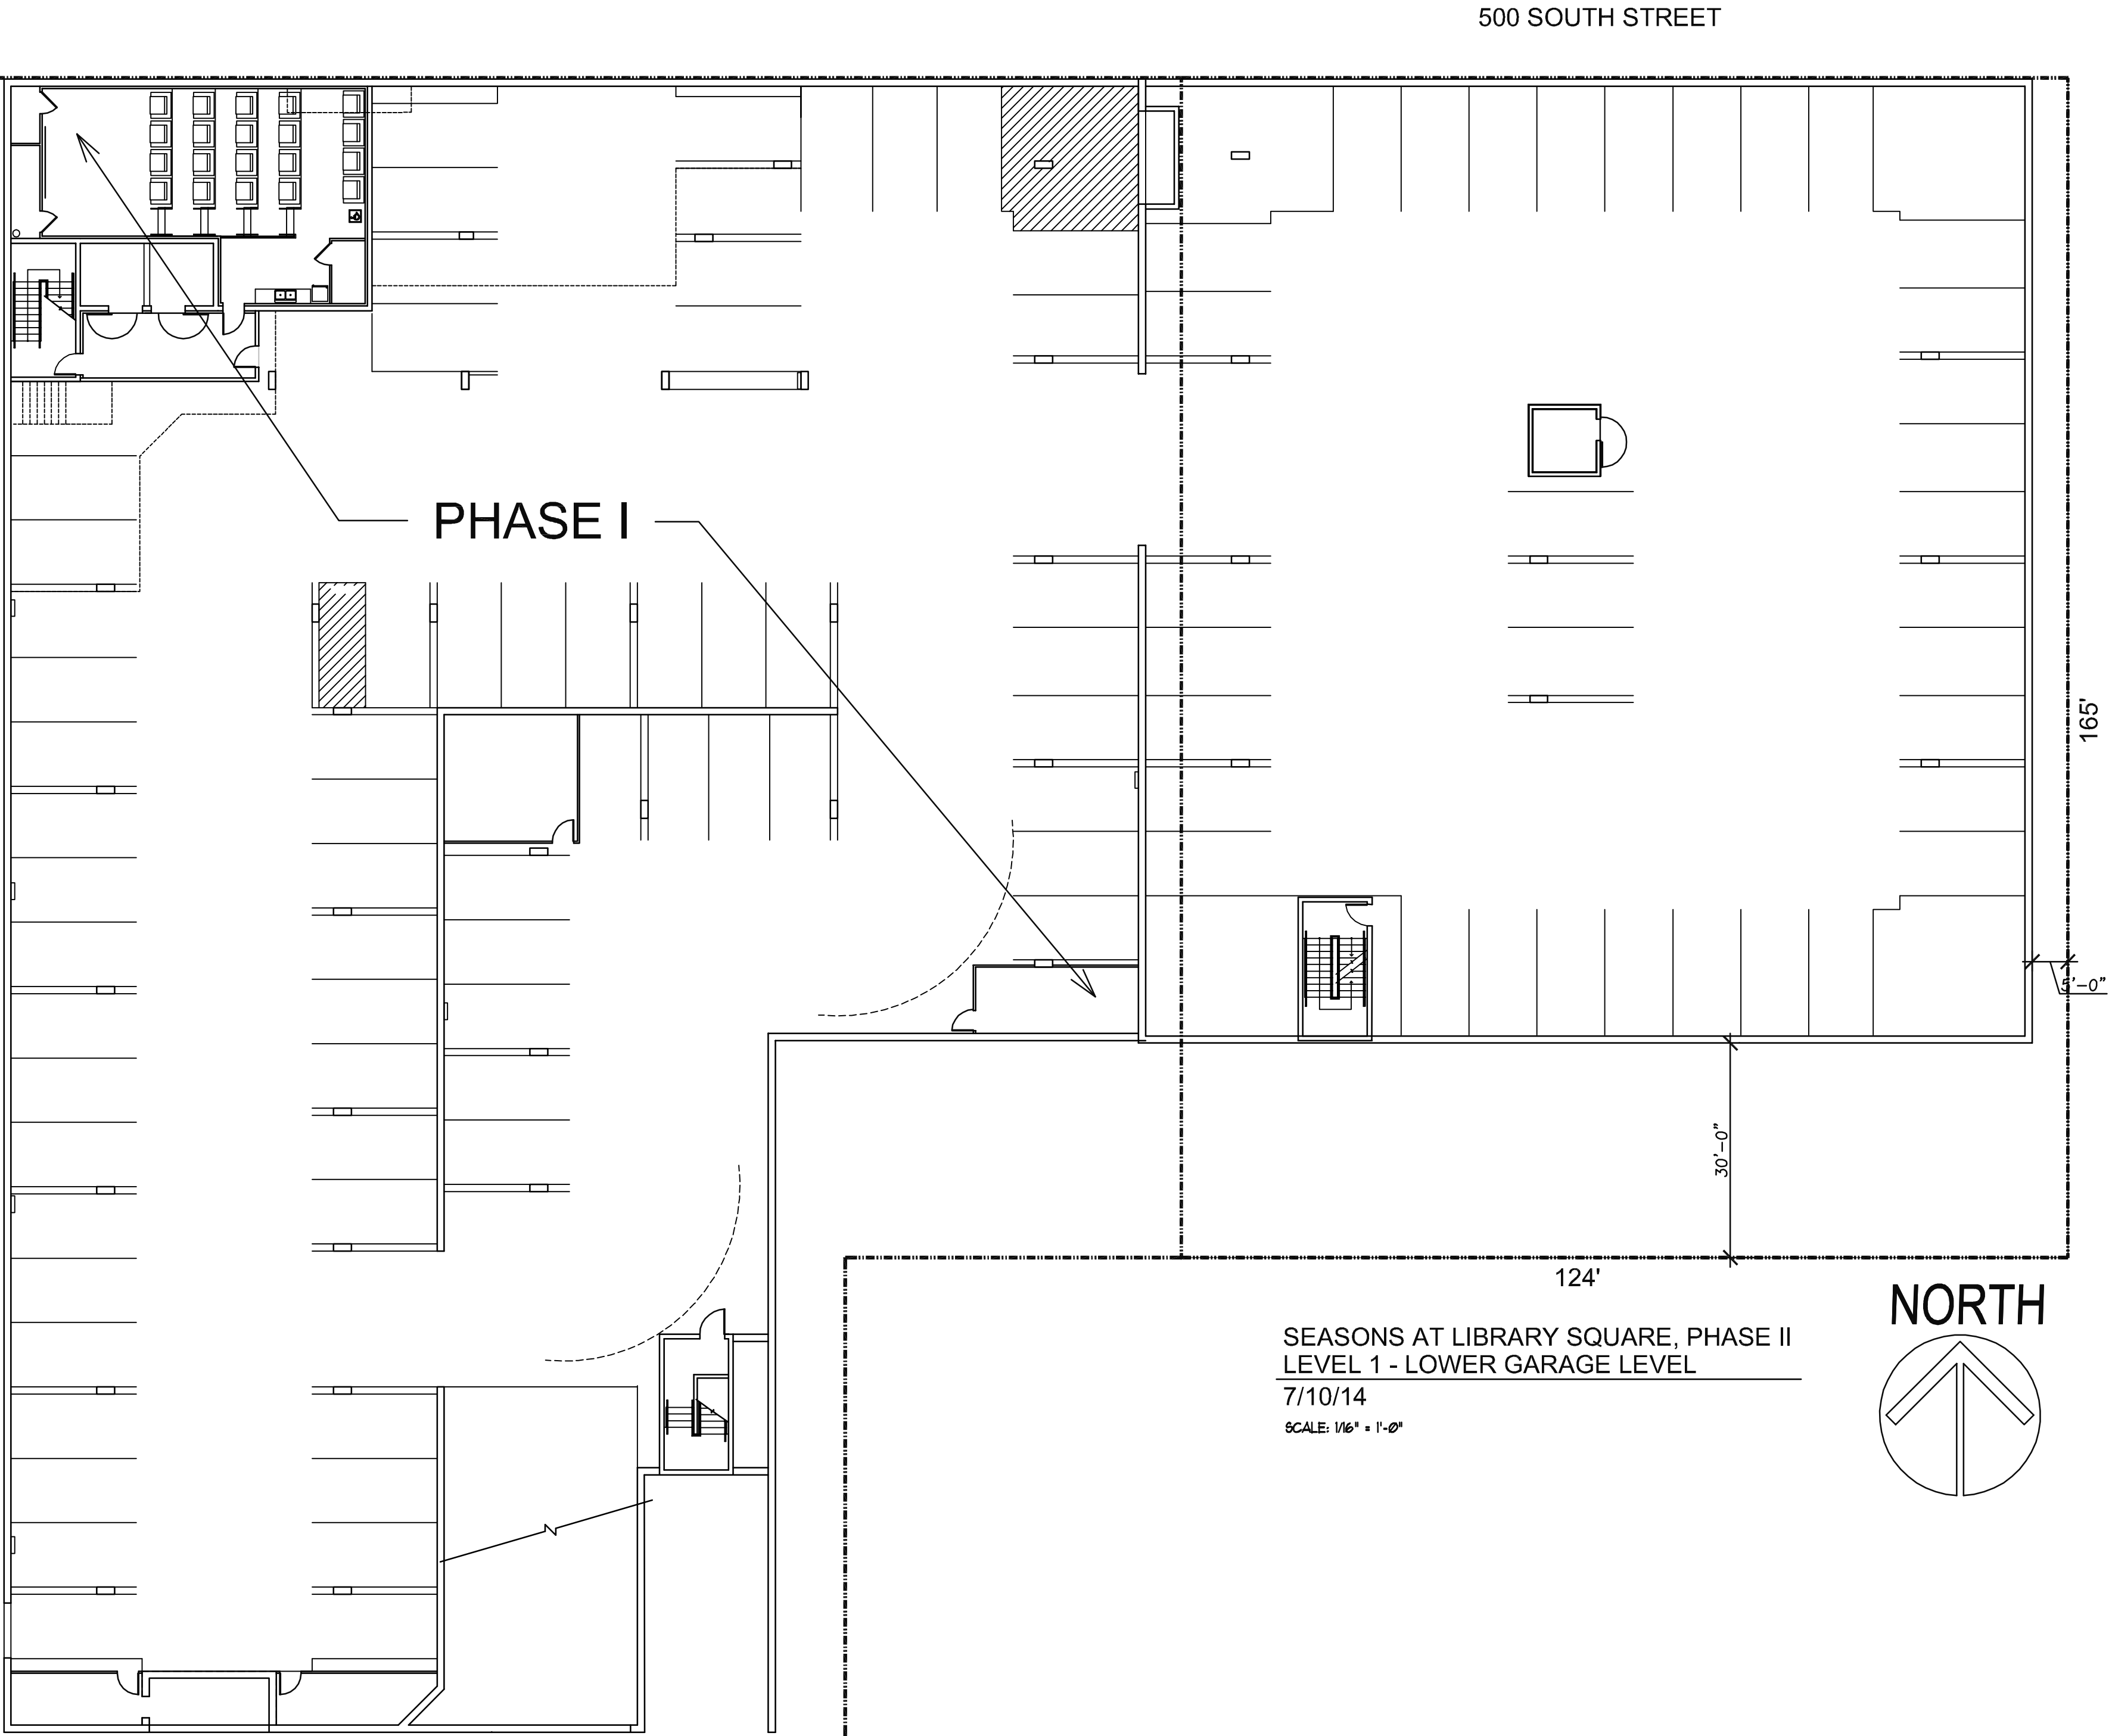 500 SOUTH STREET
PHASE I
165'
5'-0"
30'-0"
124'
NORTH
SEASONS AT LIBRARY SQUARE, PHASE II
LEVEL 1 - LOWER GARAGE LEVEL
7/10/14
SCALE: 1/16" = 1'-0"